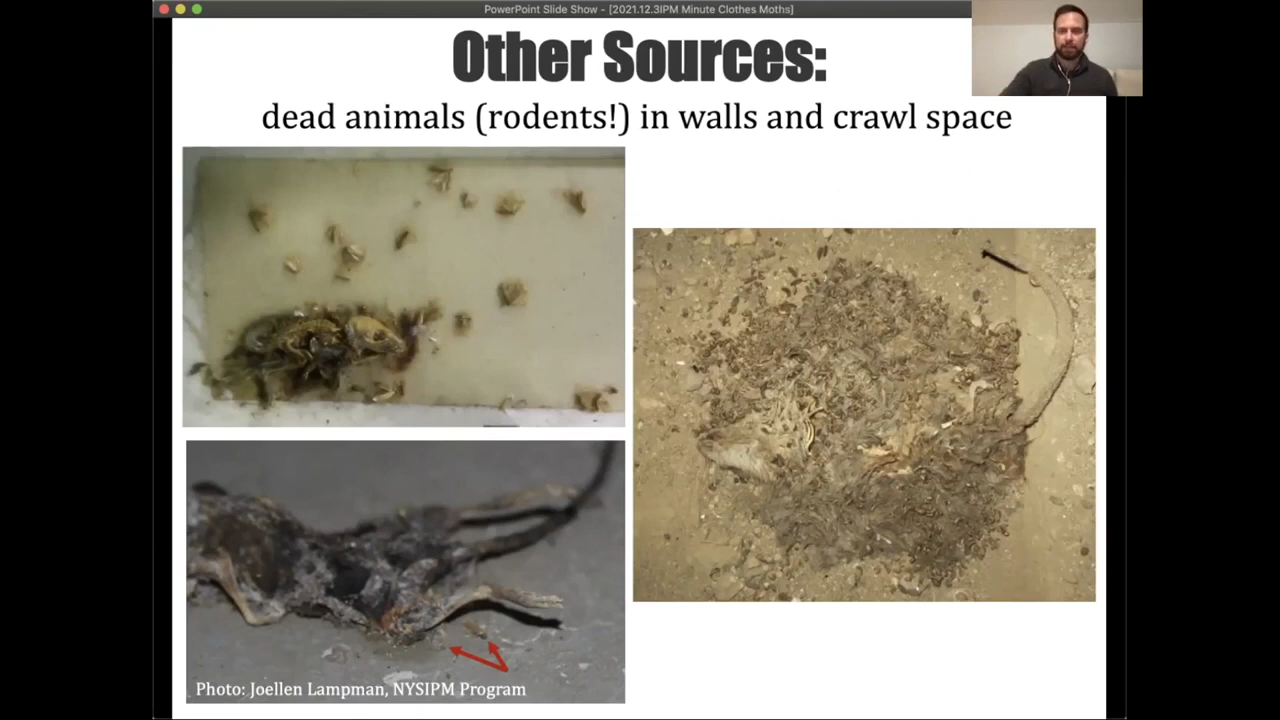 PowerPoint Slide Show - [2021.12.3IPM Minute Clothes Moths]
Other Sources:
dead animals (rodents!) in walls and crawl space
Photo: Joellen Lampman, NYSIPM Program